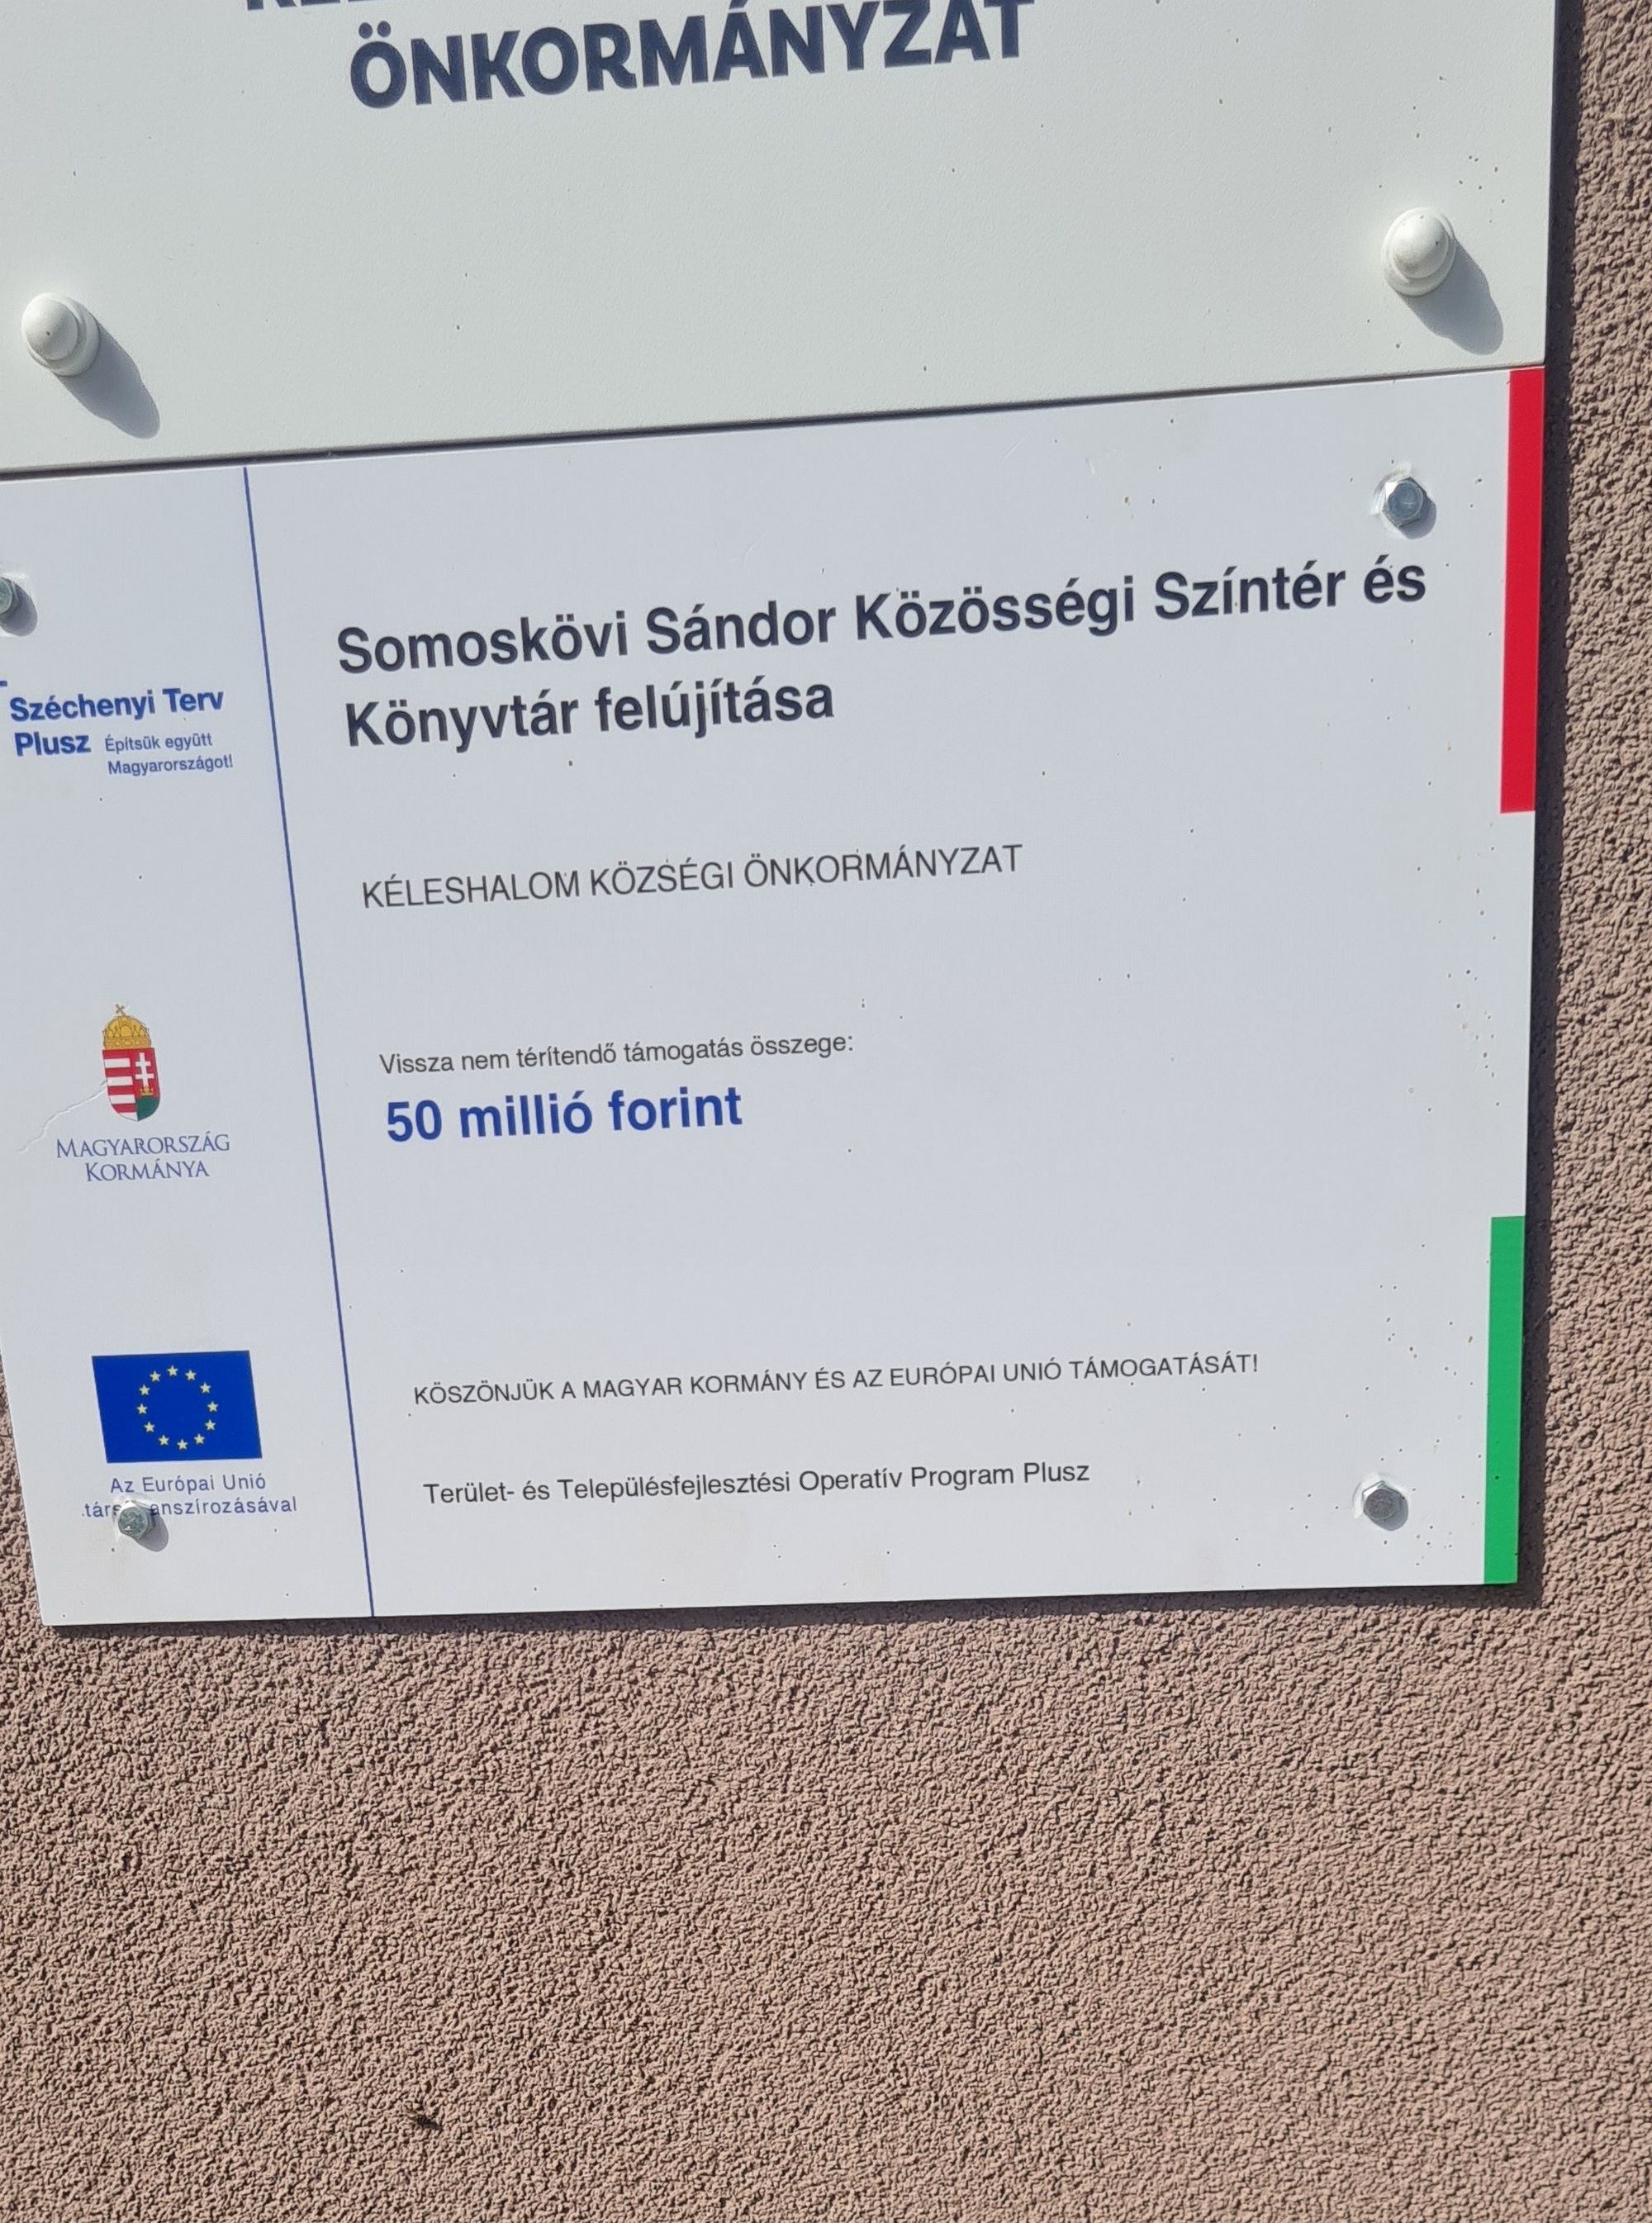 ÖNKORMÁNYZAT
Széchenyi Terv
Plusz Építsük együtt
Magyarországot!
MAGYARORSZÁG
KORMÁNYA
Az Európai Unió
Somoskövi Sándor Közösségi Színtér és
Könyvtár felújítása
KÉLESHALOM KÖZSÉGI ÖNKORMÁNYZAT
Vissza nem térítendő támogatás összege:
50 millió forint
KÖSZÖNJÜK A MAGYAR KORMÁNY ÉS AZ EURÓPAI UNIÓ TÁMOGATÁSÁT!
Terület- és Településfejlesztési Operatív Program Plusz